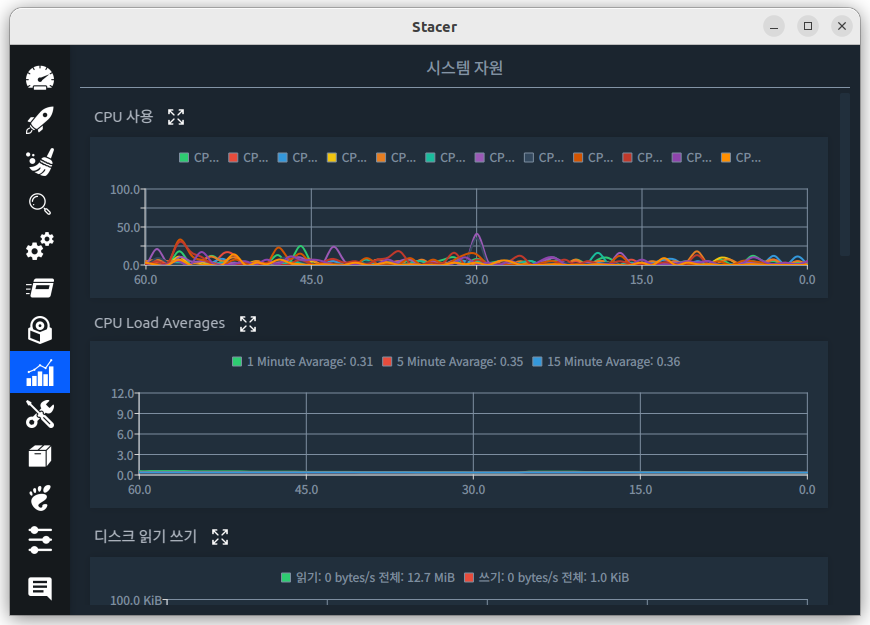 Stacer
시스템 자원
CPU 사용
CP... CP... CP... CP... CP... CP... CP... CP... CP... CP... CP... CP...
100.0
50.0
0.0
60.0 45.0 30.0 15.0 0.0
CPU Load Averages
1 Minute Avarage: 0.31 5 Minute Avarage: 0.35 15 Minute Avarage: 0.36
12.0
9.0
6.0
3.0
0.0
60.0 45.0 30.0 15.0 0.0
디스크 읽기 쓰기
읽기: 0 bytes/s 전체: 12.7 MiB 쓰기: 0 bytes/s 전체: 1.0 KiB
100.0 KiB